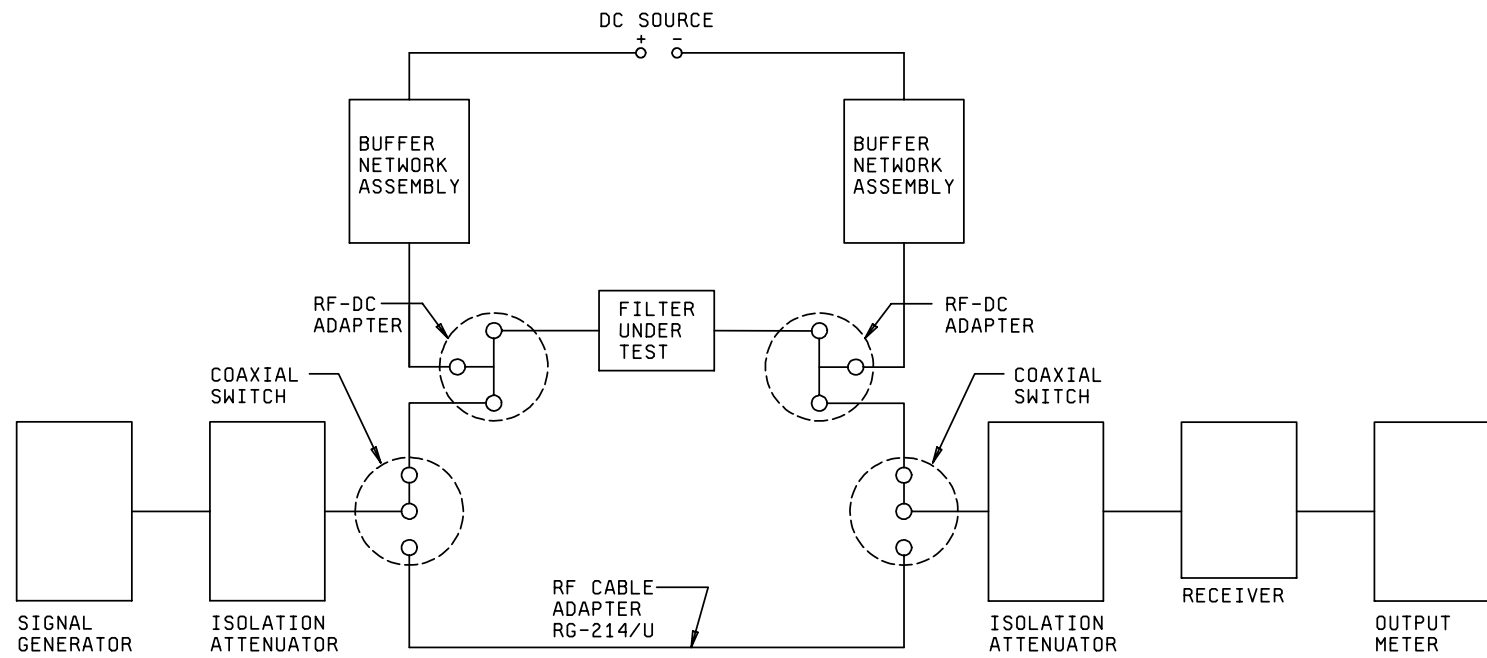 DC SOURCE
+ -
BUFFER
NETWORK
ASSEMBLY
BUFFER
NETWORK
ASSEMBLY
RF-DC
ADAPTER
FILTER
UNDER
TEST
RF-DC
ADAPTER
COAXIAL
SWITCH
COAXIAL
SWITCH
SIGNAL
GENERATOR
ISOLATION
ATTENUATOR
RF CABLE
ADAPTER
RG-214/U
ISOLATION
ATTENUATOR
RECEIVER
OUTPUT
METER